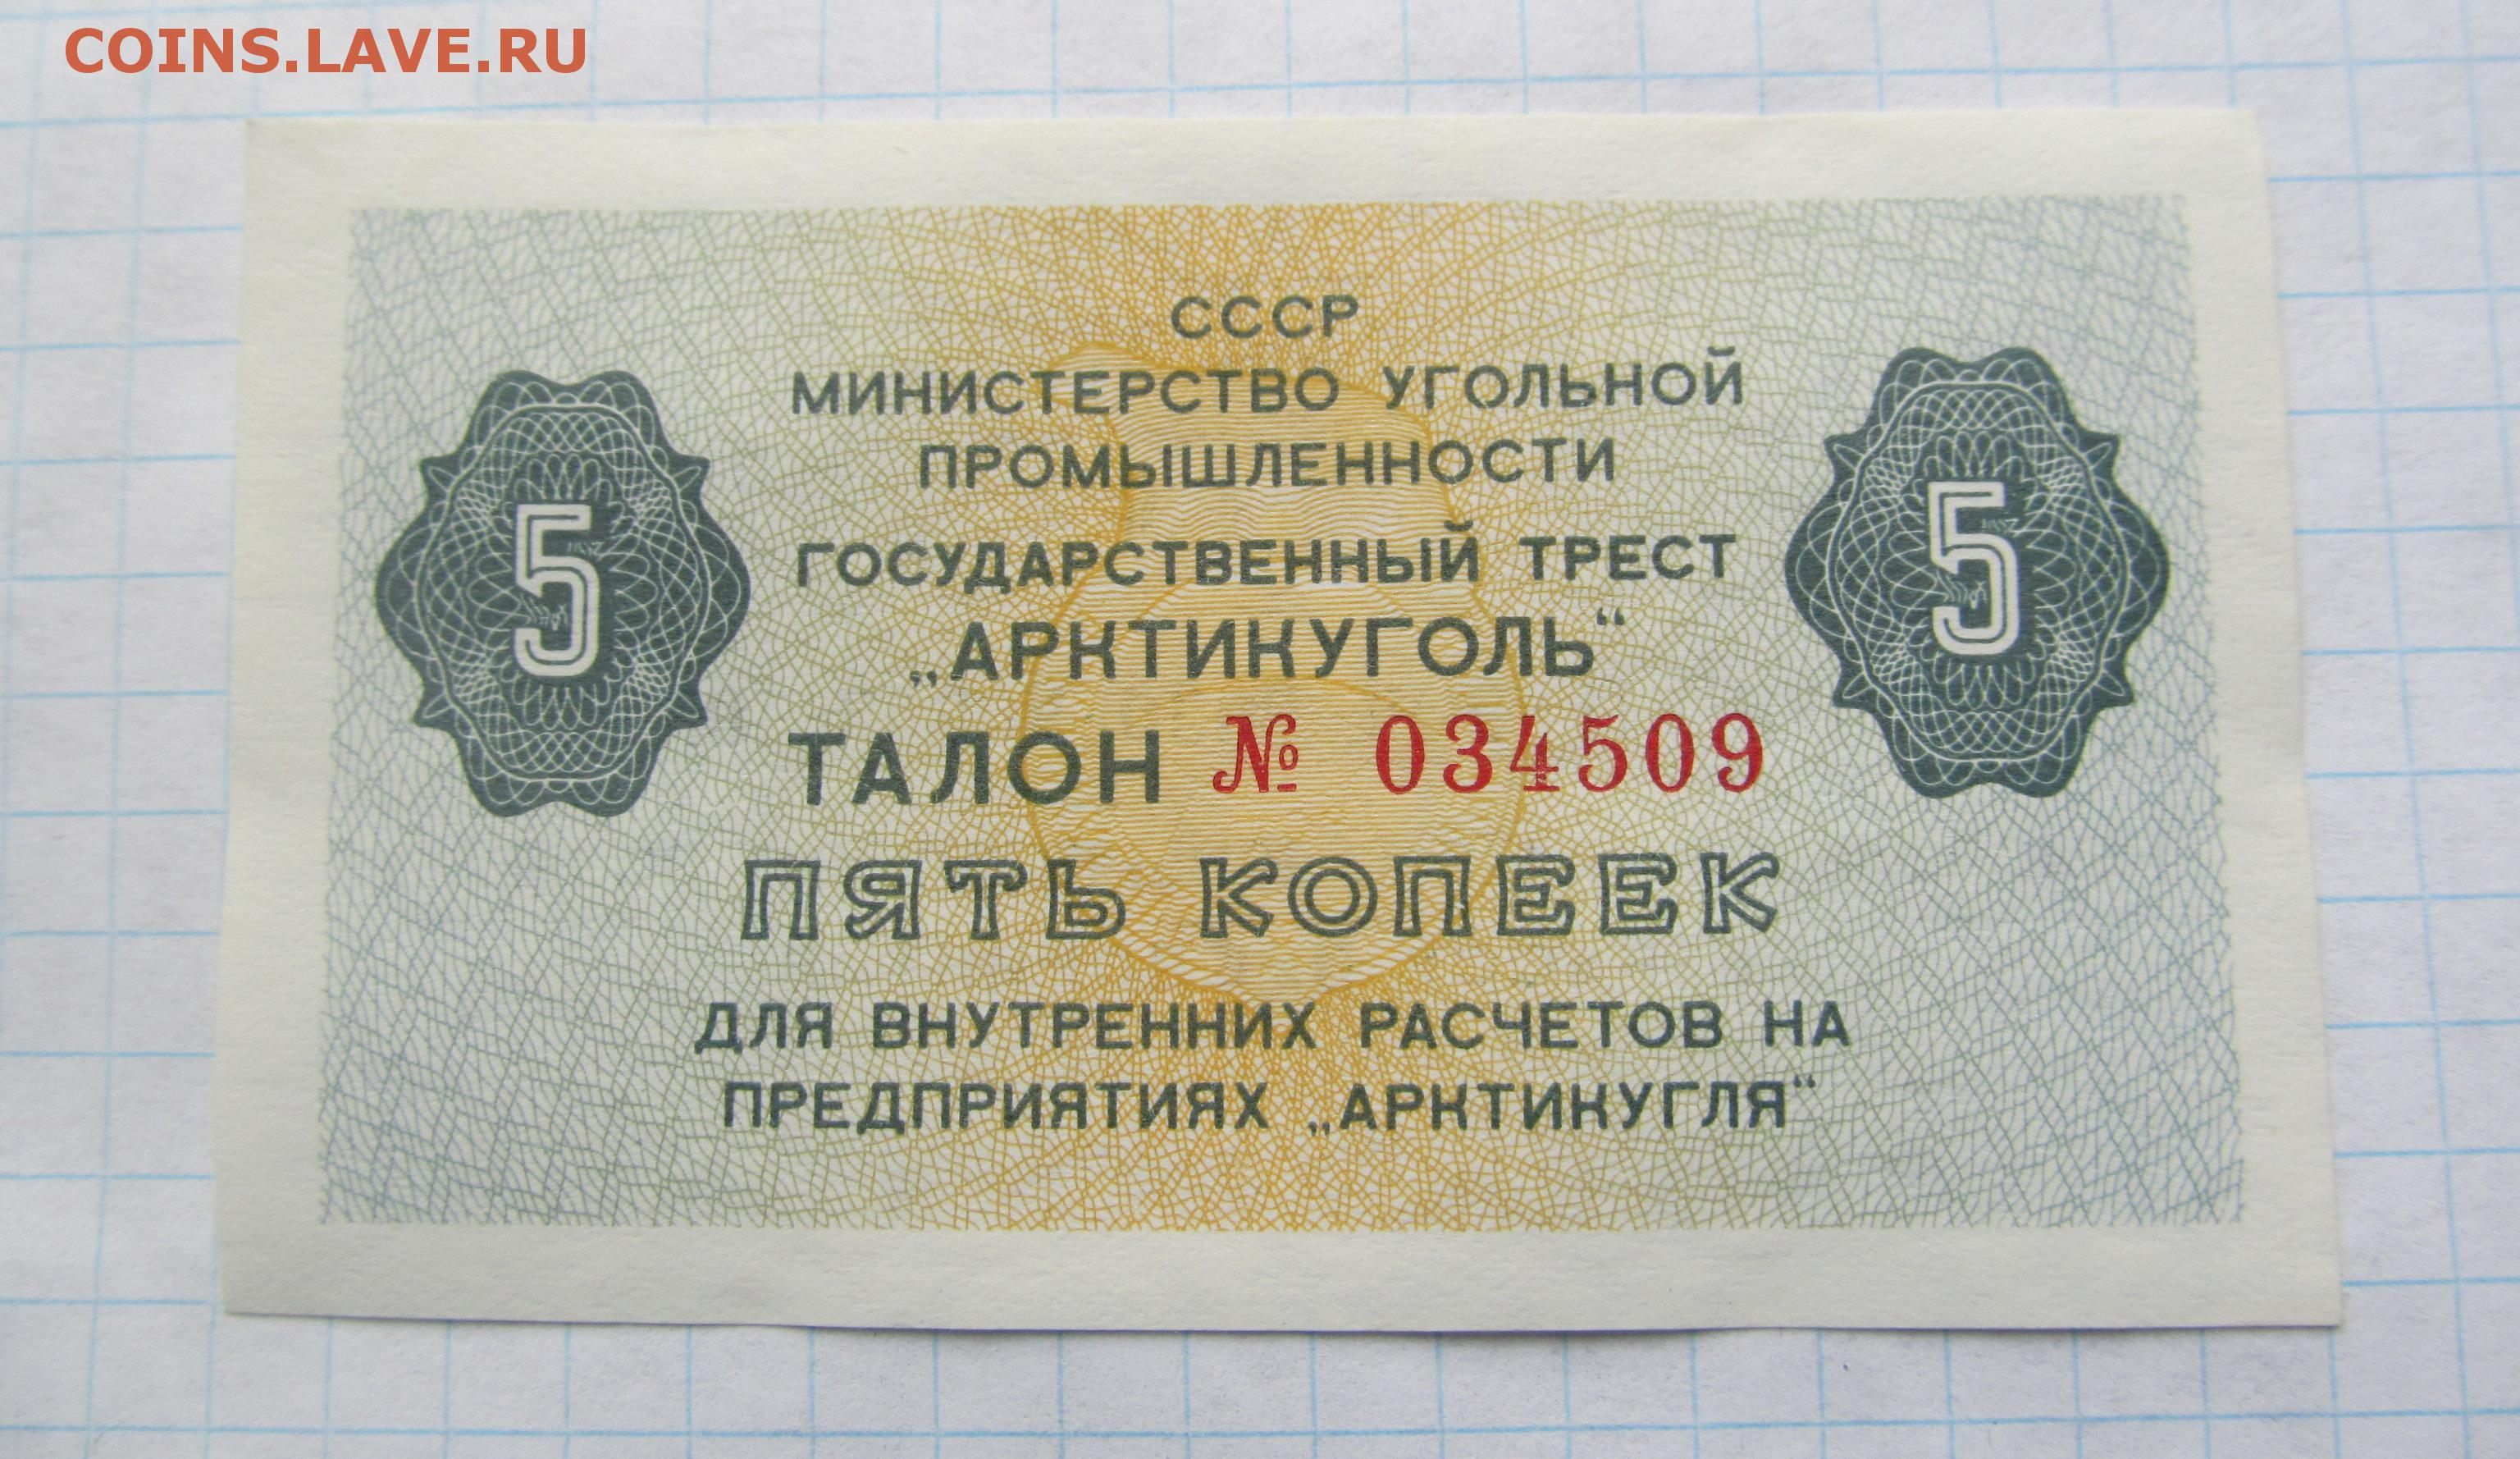 COINS.LAVE.RU
СССР
МИНИСТЕРСТВО УГОЛЬНОЙ
ПРОМЫШЛЕННОСТИ
ГОСУДАРСТВЕННЫЙ ТРЕСТ
„АРКТИКУГОЛЬ“
ТАЛОН № 034509
5
5
ПЯТЬ КОПЕЕК
ДЛЯ ВНУТРЕННИХ РАСЧЕТОВ НА
ПРЕДПРИЯТИЯХ „АРКТИКУГЛЯ“